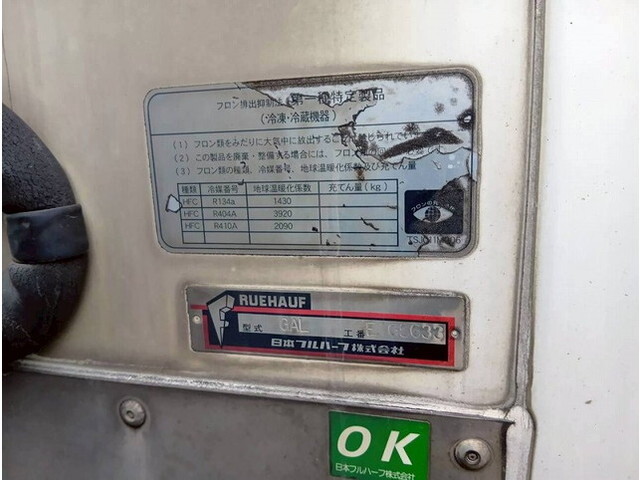 フロン排出抑制法 第一種特定製品
(冷凍・冷蔵機器)
(1) フロン類をみだりに大気中に放出することは禁じられてい
(2) この製品を廃棄・整備する場合には、フロン
(3) フロン類の種類、地球温暖化係数及び充てん量
種類 冷媒番号 地球温暖化係数 充てん量(kg)
HFC R134a 1430
HFC R404A 3920
HFC R410A 2090
RUEHAUF
型式 GAL 工番
日本フルハーフ株式会社
OK
日本フルハーフ株式会社